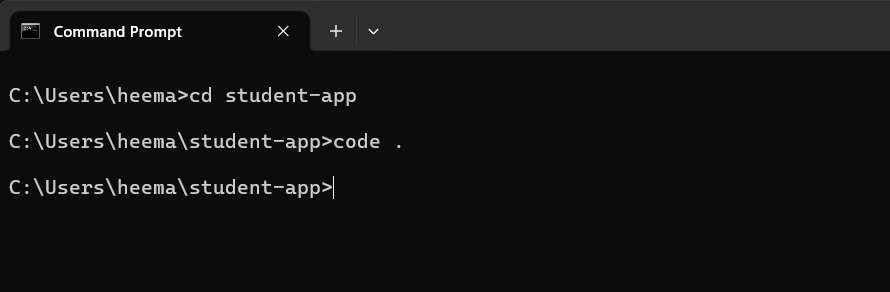 Command Prompt
C:\Users\heema>cd student-app
C:\Users\heema\student-app>code .
C:\Users\heema\student-app>